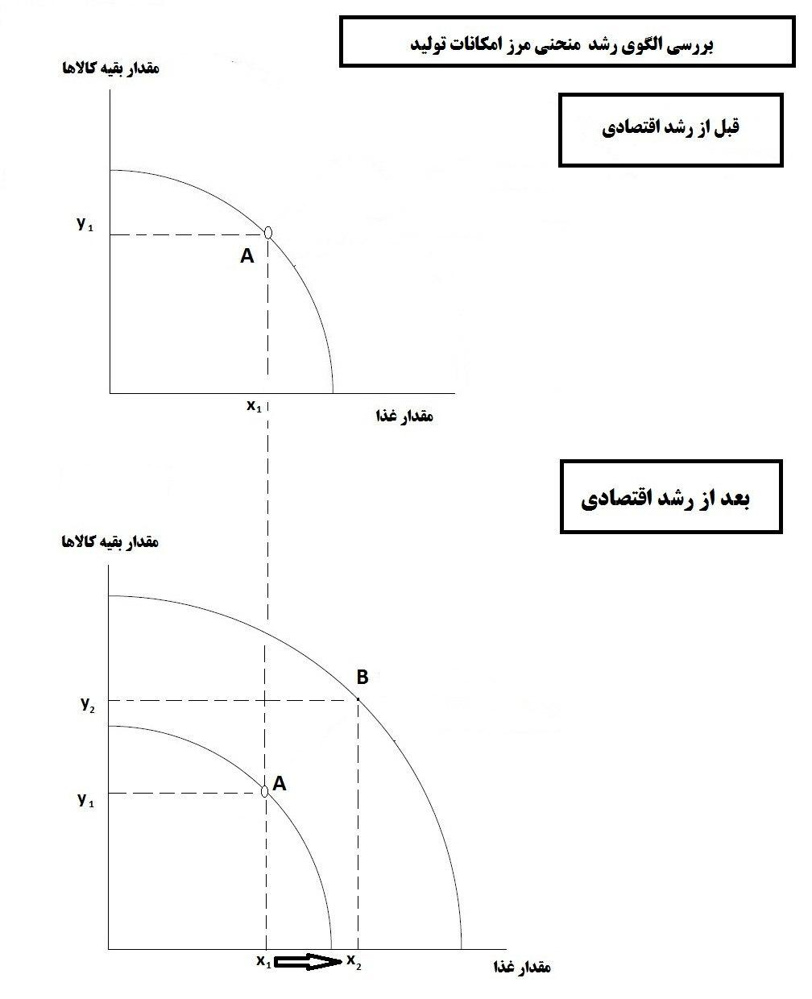 بررسی الگوی رشد منحنی مرز امکانات تولید
مقدار بقیه کالاها
قبل از رشد اقتصادی
y₁
A
x₁
مقدار غذا
بعد از رشد اقتصادی
مقدار بقیه کالاها
B
y₂
A
y₁
x₁
x₂
مقدار غذا